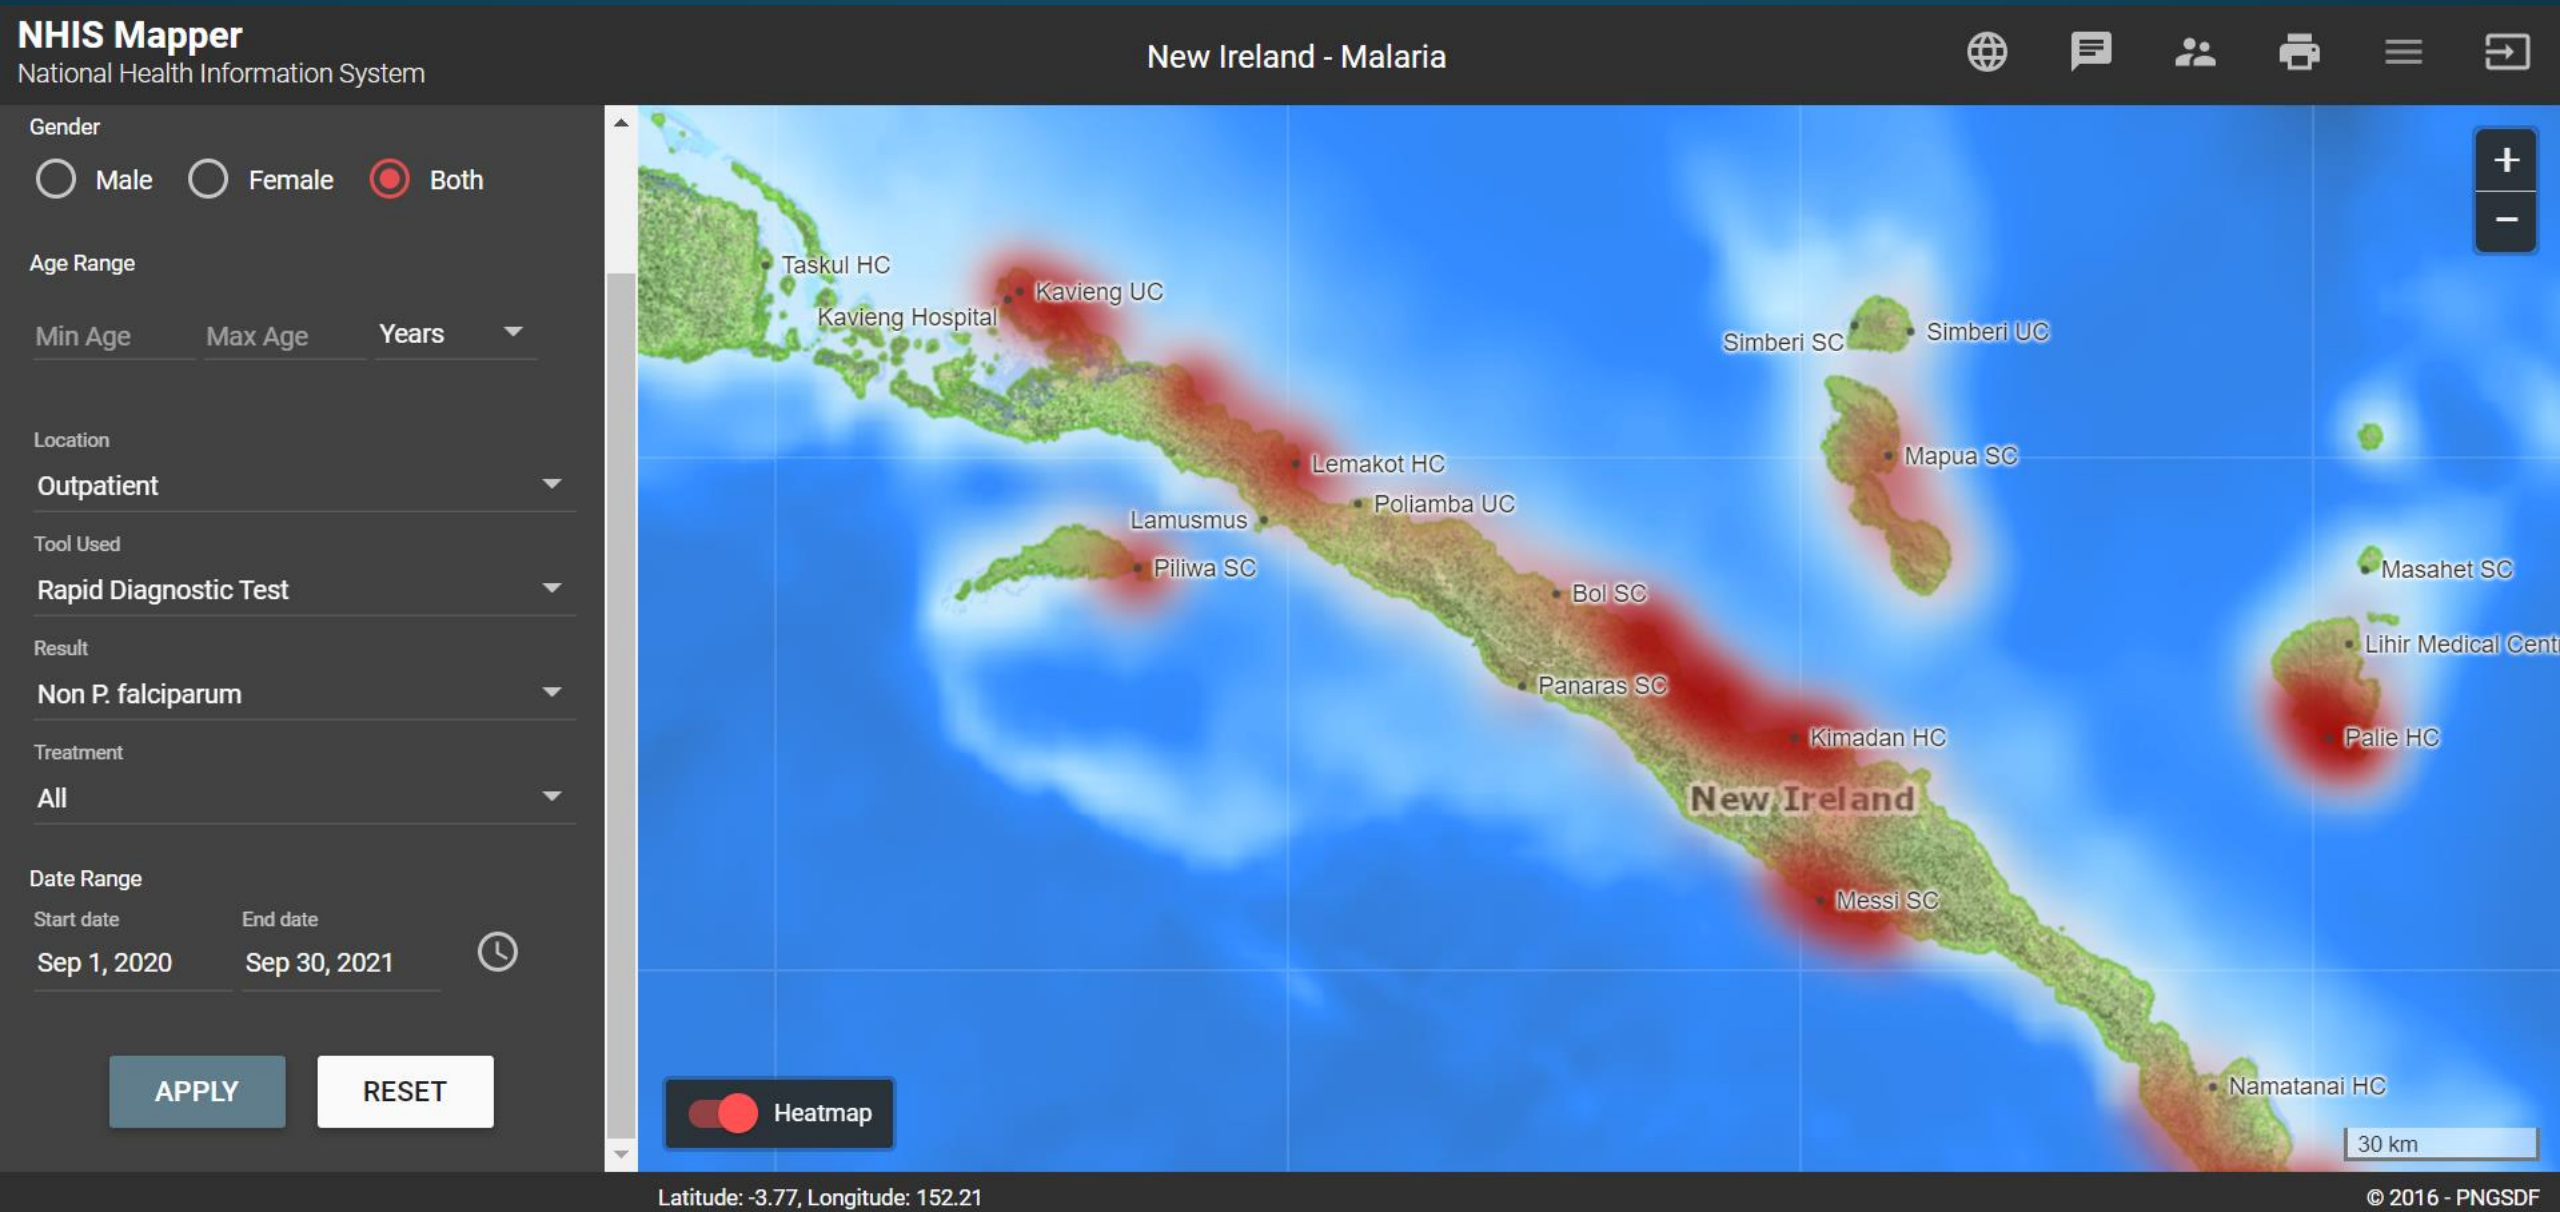 NHIS Mapper
National Health Information System
New Ireland - Malaria
Gender
Male Female Both
Age Range
Min Age Max Age Years
Location
Outpatient
Tool Used
Rapid Diagnostic Test
Result
Non P. falciparum
Treatment
All
Date Range
Start date End date
Sep 1, 2020 Sep 30, 2021
APPLY RESET
+
−
Taskul HC
Kavieng UC
Kavieng Hospital
Simberi SC
Simberi UC
Mapua SC
Lemakot HC
Poliamba UC
Lamusmus
Piliwa SC
Bol SC
Masahet SC
Lihir Medical Cent
Panaras SC
Kimadan HC
Palie HC
New Ireland
Messi SC
Namatanai HC
Heatmap
30 km
Latitude: -3.77, Longitude: 152.21
© 2016 - PNGSDF